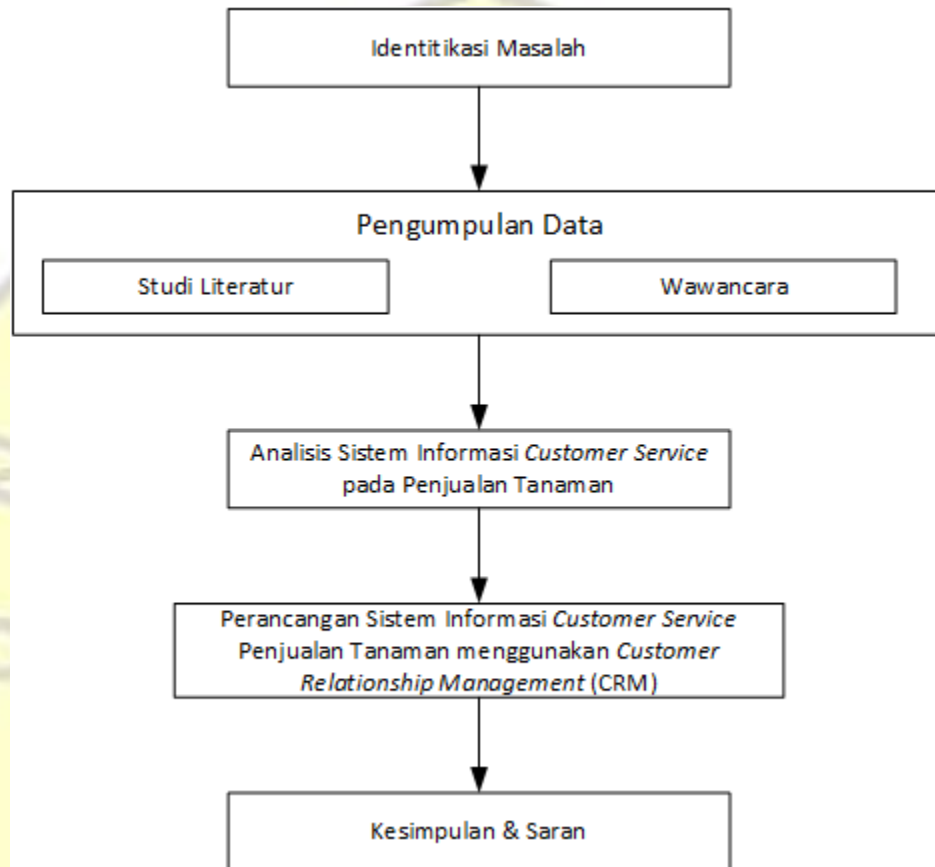 Identitikasi Masalah
Pengumpulan Data
Studi Literatur
Wawancara
Analisis Sistem Informasi Customer Service
pada Penjualan Tanaman
Perancangan Sistem Informasi Customer Service
Penjualan Tanaman menggunakan Customer
Relationship Management (CRM)
Kesimpulan & Saran